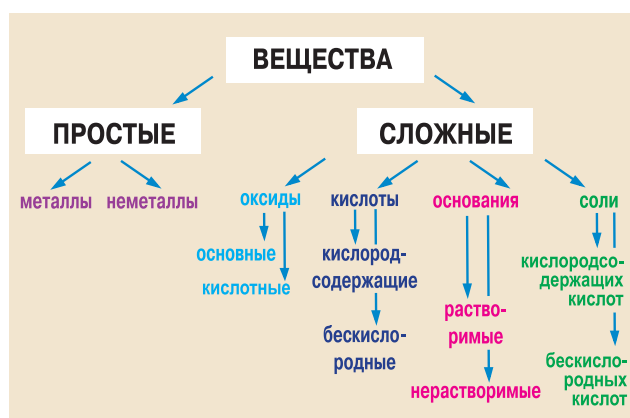 ВЕЩЕСТВА
ПРОСТЫЕ
СЛОЖНЫЕ
металлы
неметаллы
оксиды
кислоты
основания
соли
основные
кислотные
кислород-
содержащие
бескисло-
родные
раство-
римые
нерастворимые
кислородсо-
держащих
кислот
бескисло-
родных
кислот